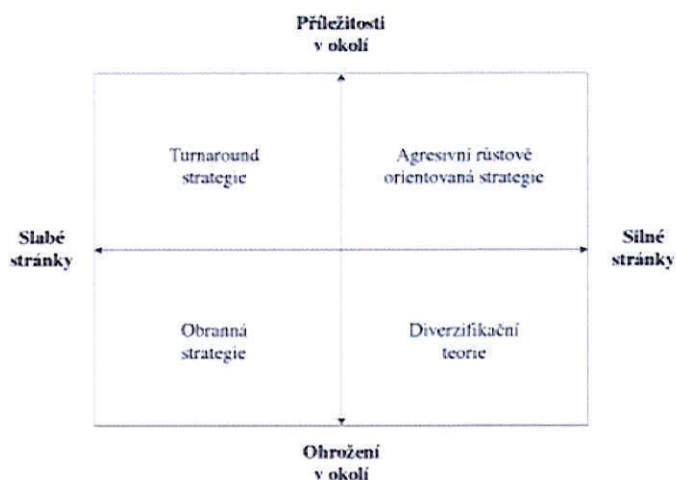 Příležitosti
v okolí
Turnaround
strategie
Agresivní růstově
orientovaná strategie
Slabé
stránky
Silné
stránky
Obranná
strategie
Diverzifikační
teorie
Ohrožení
v okolí